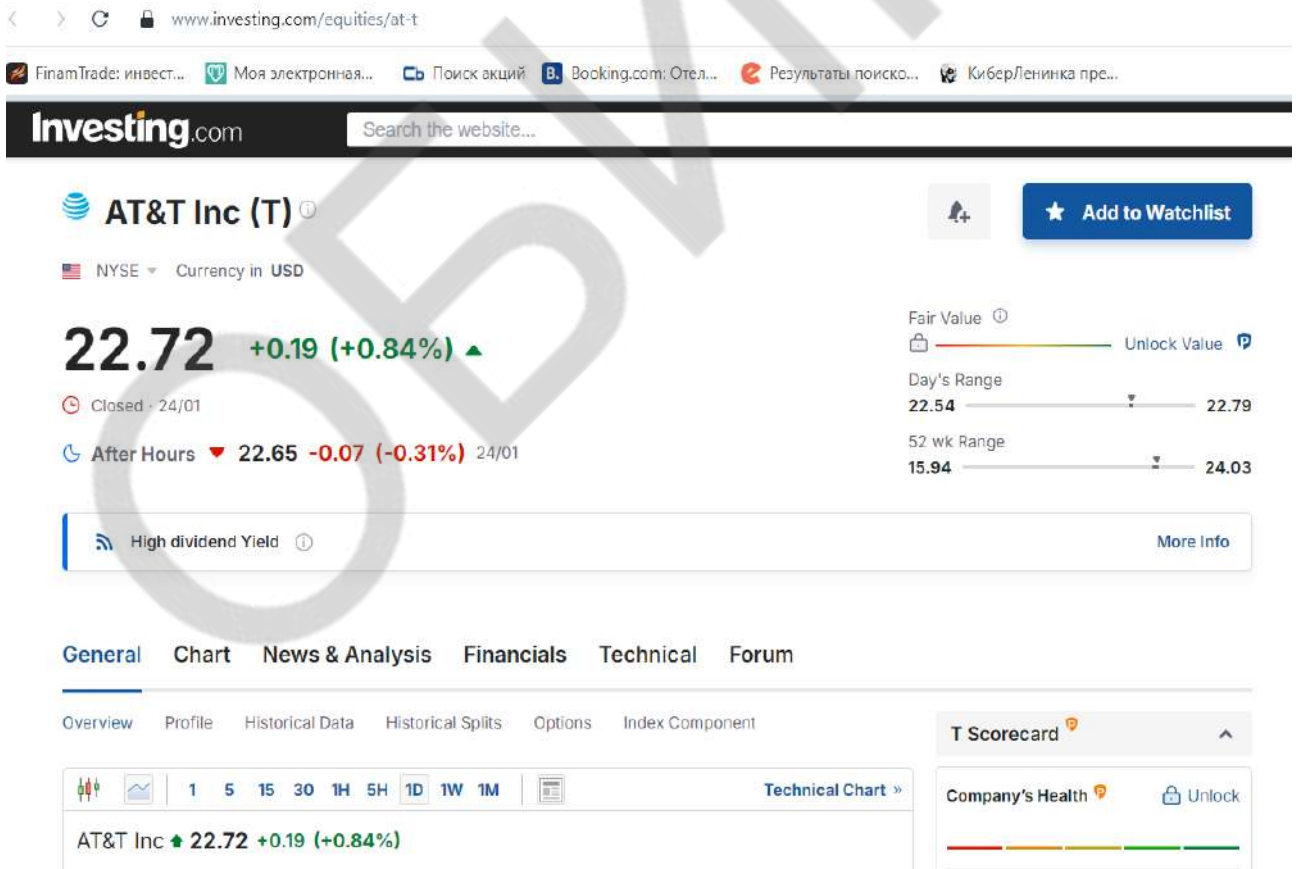 www.investing.com/equities/at-t
FinamTrade: инвест... Моя электронная... Сb Поиск акций B. Booking.com: Отел... Результаты поиско... КиберЛенинка пре...
Investing.com Search the website...
AT&T Inc (T) Add to Watchlist
NYSE Currency in USD
22.72 +0.19 (+0.84%)
Closed · 24/01
After Hours 22.65 -0.07 (-0.31%) 24/01
Fair Value
Unlock Value
Day's Range
22.54 22.79
52 wk Range
15.94 24.03
High dividend Yield More Info
General Chart News & Analysis Financials Technical Forum
Overview Profile Historical Data Historical Splits Options Index Component
T Scorecard
1 5 15 30 1H 5H 1D 1W 1M Technical Chart »
Company's Health Unlock
AT&T Inc 22.72 +0.19 (+0.84%)